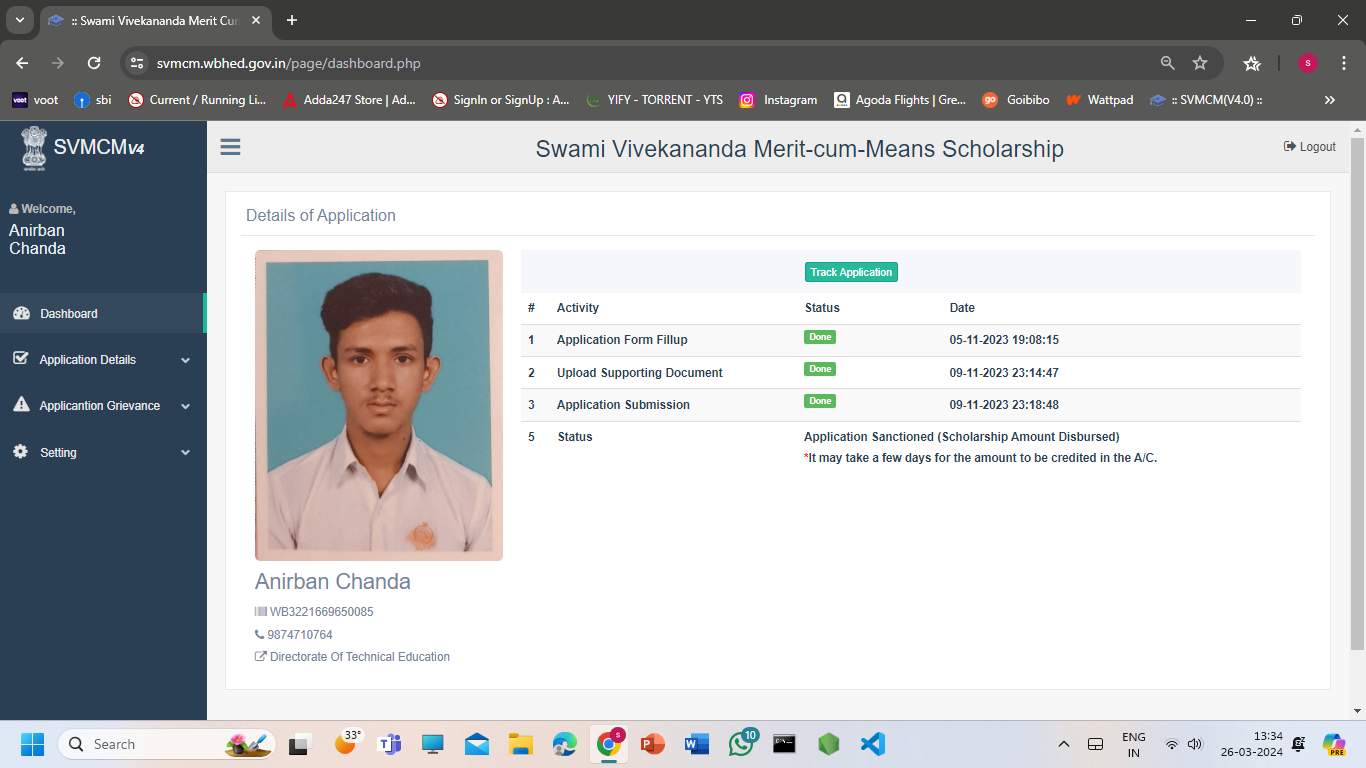 :: Swami Vivekananda Merit Cun
svmcm.wbhed.gov.in/page/dashboard.php
s
voot
voot
sbi
Current / Running Li...
Adda247 Store | Ad...
SignIn or SignUp : A...
YIFY - TORRENT - YTS
Instagram
Agoda Flights | Gre...
go
Goibibo
Wattpad
:: SVMCM(V4.0) ::
SVMCMV4
Swami Vivekananda Merit-cum-Means Scholarship
Logout
Welcome,
Anirban
Chanda
Dashboard
Application Details
Applicantion Grievance
Setting
Details of Application
Track Application
# Activity Status Date
1 Application Form Fillup Done 05-11-2023 19:08:15
2 Upload Supporting Document Done 09-11-2023 23:14:47
3 Application Submission Done 09-11-2023 23:18:48
5 Status Application Sanctioned (Scholarship Amount Disbursed)
*It may take a few days for the amount to be credited in the A/C.
Anirban Chanda
WB3221669650085
9874710764
Directorate Of Technical Education
Search
33°
s
10
ENG
IN
13:34
26-03-2024
PRE